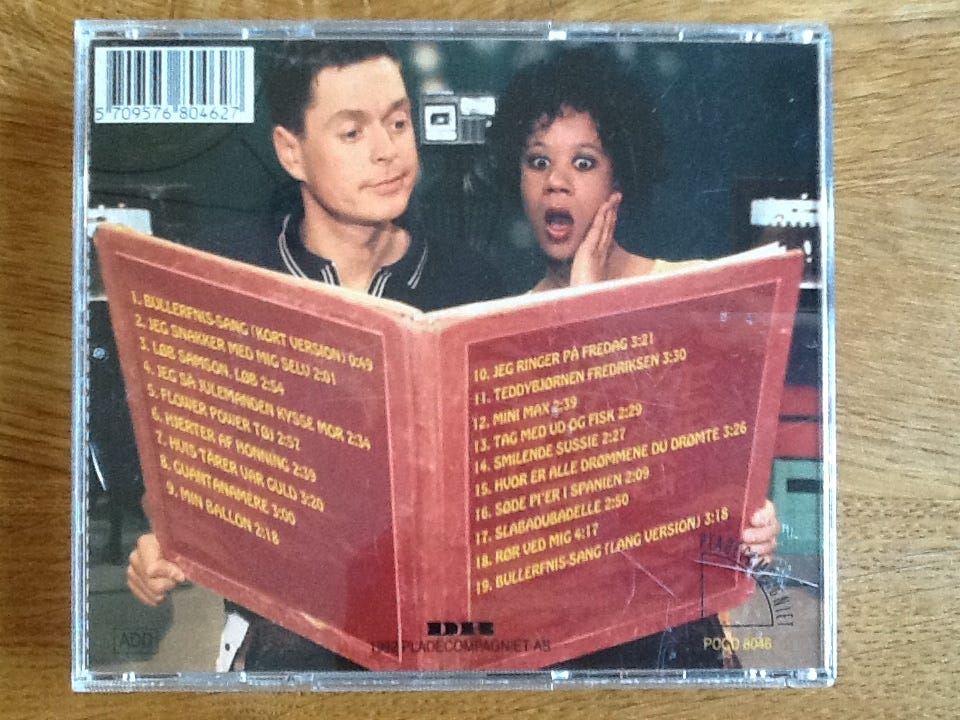 5 709576 804627
1. BULLERFNIS-SANG (KORT VERSION) 0:49
2. JEG SNAKKER MED MIG SELV 2:01
3. LØB SAMSON, LØB 2:54
4. JEG SÅ JULEMANDEN KYSSE MOR 2:34
5. FLOWER POWER TØJ 2:57
6. HJERTER AF HONNING 2:39
7. HVIS TÅRER VAR GULD 3:20
8. GUANTANAMERE 3:00
9. MIN BALLON 2:18
10. JEG RINGER PÅ FREDAG 3:21
11. TEDDYBJØRNEN FREDRIKSEN 3:30
12. MINI MAX 2:39
13. TAG MED UD OG FISK 2:29
14. SMILENDE SUSSIE 2:27
15. HVOR ER ALLE DRØMMENE DU DRØMTE 3:26
16. SØDE PI'ER I SPANIEN 2:09
17. SLABADUBADELLE 2:50
18. RØR VED MIG 4:17
19. BULLERFNIS-SANG (LANG VERSION) 3:18
PLADECOMPAGNIET
ADD
DR
1992 PLADECOMPAGNIET AS
POCD 8046